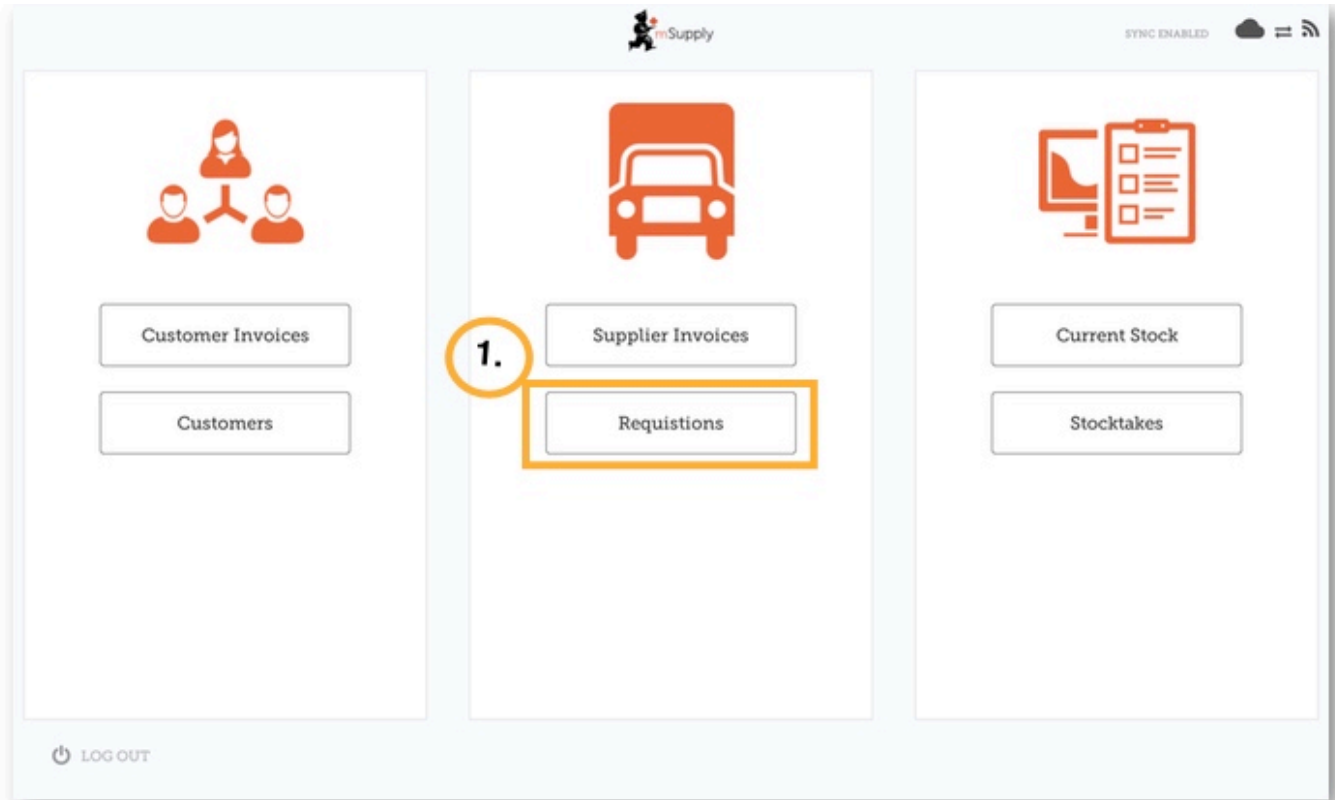 mSupply
SYNC ENABLED
Customer Invoices
Customers
1.
Supplier Invoices
Requistions
Current Stock
Stocktakes
LOG OUT